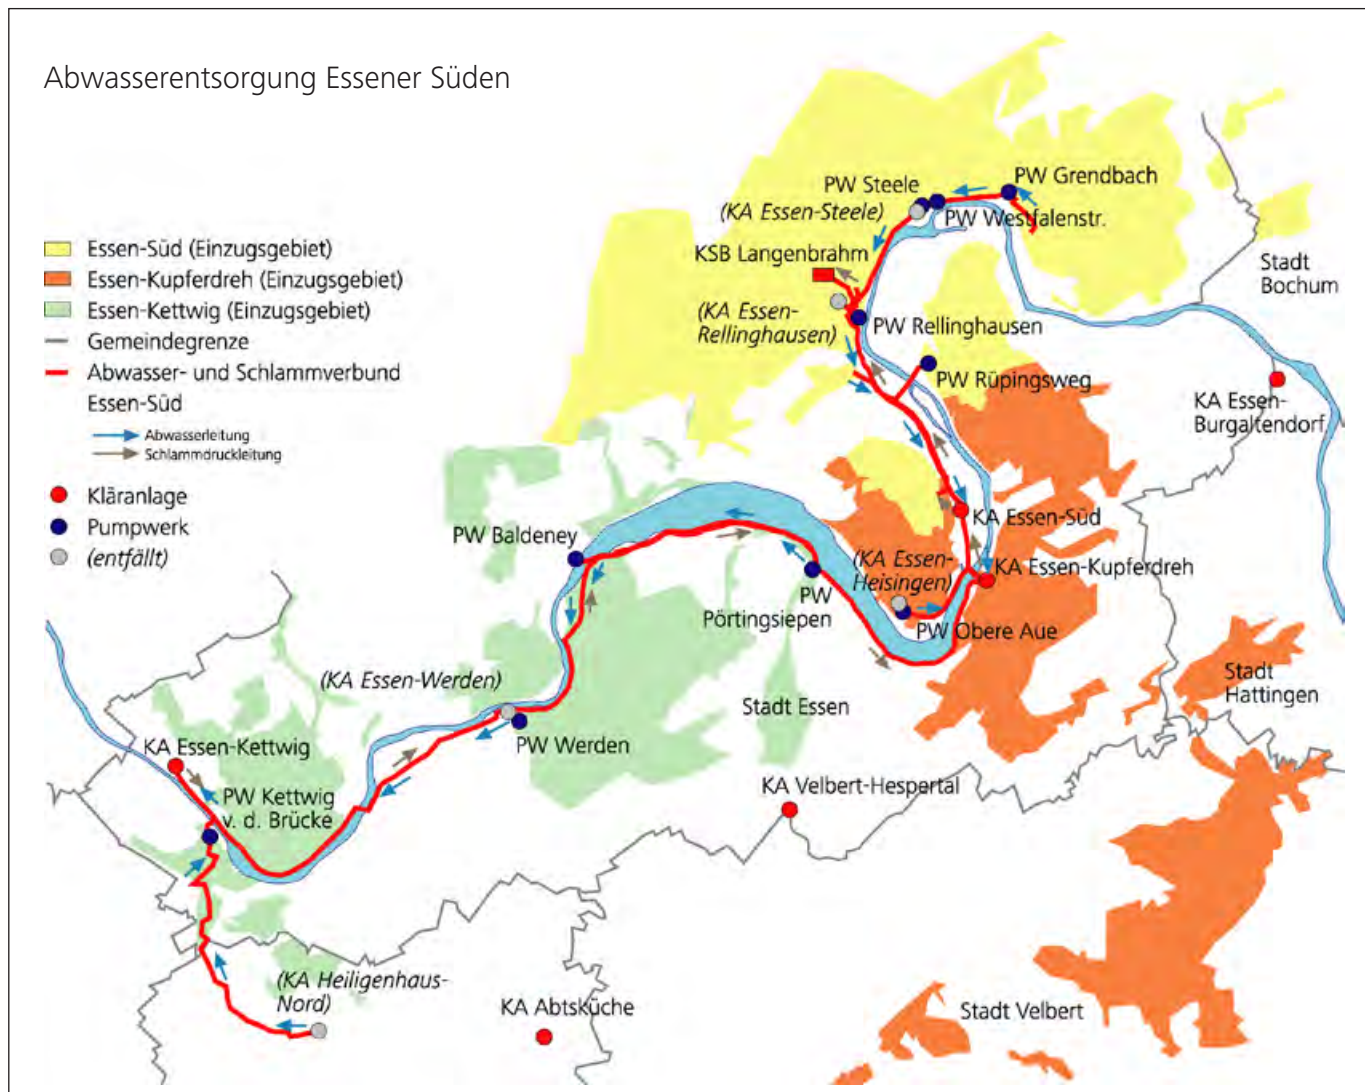 Abwasserentsorgung Essener Süden
Essen-Süd (Einzugsgebiet)
Essen-Kupferdreh (Einzugsgebiet)
Essen-Kettwig (Einzugsgebiet)
Gemeindegrenze
Abwasser- und Schlammverbund
Essen-Süd
Abwasserleitung
Schlammdruckleitung
Kläranlage
Pumpwerk
(entfällt)
PW Steele
PW Grendbach
(KA Essen-Steele)
PW Westfalenstr.
KSB Langenbrahm
Stadt
Bochum
(KA Essen-
Rellinghausen)
PW Rellinghausen
PW Rüpingsweg
KA Essen-
Burgaltendorf
KA Essen-Süd
PW Baldeney
(KA Essen-
Heisingen)
KA Essen-Kupferdreh
PW
Pörtingsiepen
PW Obere Aue
(KA Essen-Werden)
Stadt
Hattingen
Stadt Essen
PW Werden
KA Essen-Kettwig
PW Kettwig
v. d. Brücke
KA Velbert-Hespertal
(KA Heiligenhaus-
Nord)
KA Abtsküche
Stadt Velbert